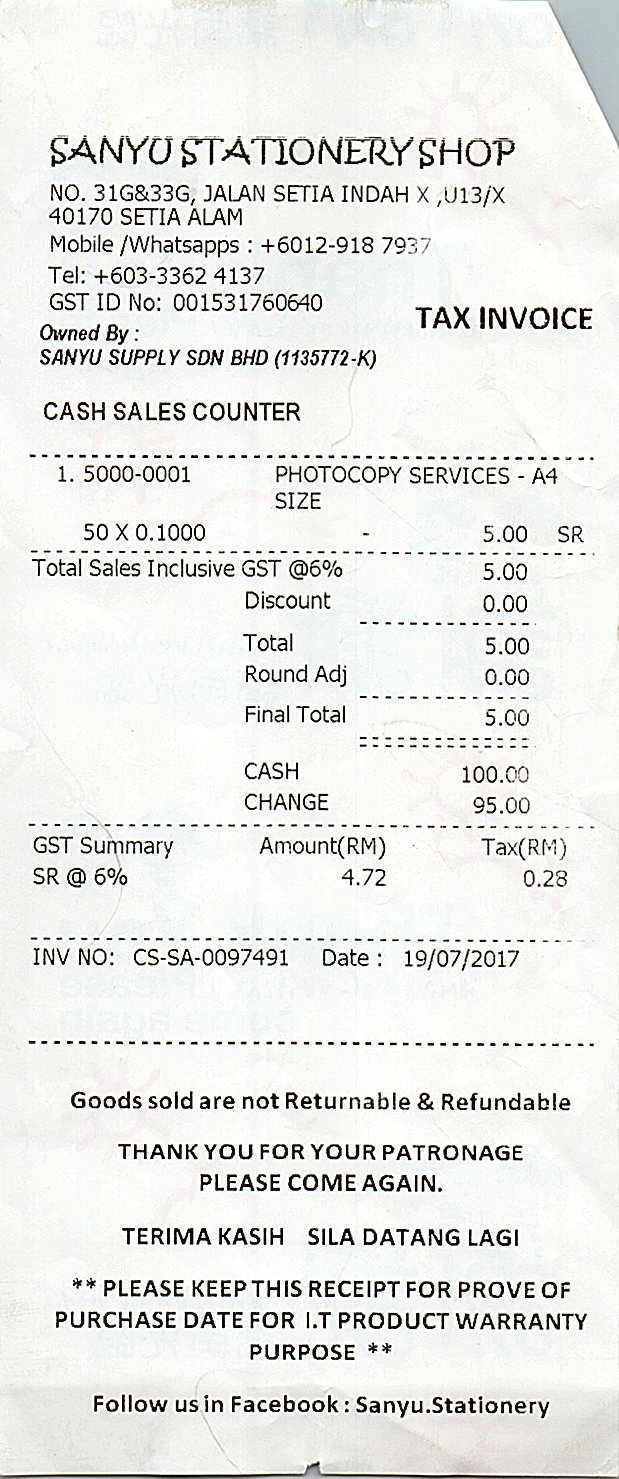 SANYU STATIONERY SHOP
NO. 31G&33G, JALAN SETIA INDAH X ,U13/X
40170 SETIA ALAM
Mobile /Whatsapps : +6012-918 7937
Tel: +603-3362 4137
GST ID No: 001531760640
TAX INVOICE
Owned By :
SANYU SUPPLY SDN BHD (1135772-K)
CASH SALES COUNTER
1. 5000-0001 PHOTOCOPY SERVICES - A4
SIZE
50 X 0.1000 - 5.00 SR
Total Sales Inclusive GST @6% 5.00
Discount 0.00
Total 5.00
Round Adj 0.00
Final Total 5.00
CASH 100.00
CHANGE 95.00
GST Summary Amount(RM) Tax(RM)
SR @ 6% 4.72 0.28
INV NO: CS-SA-0097491 Date : 19/07/2017
Goods sold are not Returnable & Refundable
THANK YOU FOR YOUR PATRONAGE
PLEASE COME AGAIN.
TERIMA KASIH SILA DATANG LAGI
** PLEASE KEEP THIS RECEIPT FOR PROVE OF
PURCHASE DATE FOR I.T PRODUCT WARRANTY
PURPOSE **
Follow us in Facebook : Sanyu.Stationery